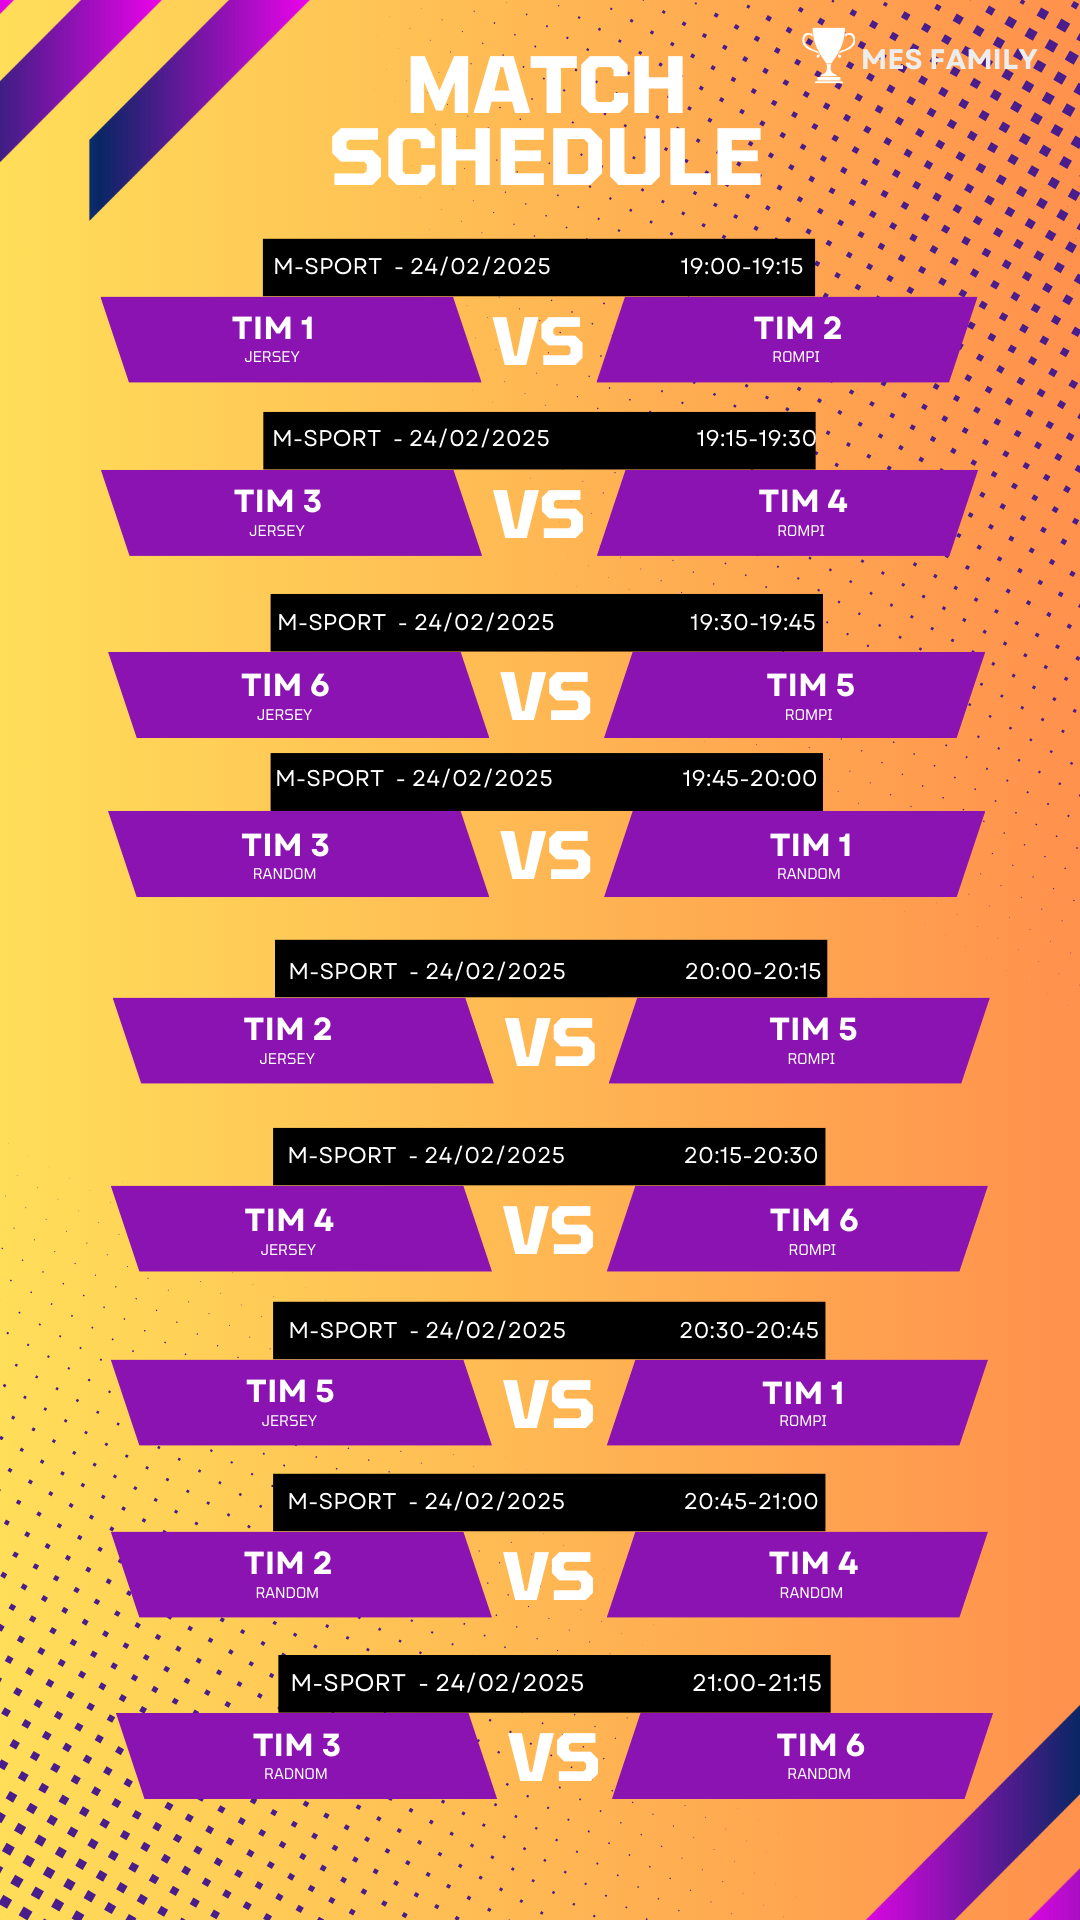 MES FAMILY
MATCH
SCHEDULE
M-SPORT - 24/02/2025 19:00-19:15
TIM 1 VS TIM 2
JERSEY ROMPI
M-SPORT - 24/02/2025 19:15-19:30
TIM 3 VS TIM 4
JERSEY ROMPI
M-SPORT - 24/02/2025 19:30-19:45
TIM 6 VS TIM 5
JERSEY ROMPI
M-SPORT - 24/02/2025 19:45-20:00
TIM 3 VS TIM 1
RANDOM RANDOM
M-SPORT - 24/02/2025 20:00-20:15
TIM 2 VS TIM 5
JERSEY ROMPI
M-SPORT - 24/02/2025 20:15-20:30
TIM 4 VS TIM 6
JERSEY ROMPI
M-SPORT - 24/02/2025 20:30-20:45
TIM 5 VS TIM 1
JERSEY ROMPI
M-SPORT - 24/02/2025 20:45-21:00
TIM 2 VS TIM 4
RANDOM RANDOM
M-SPORT - 24/02/2025 21:00-21:15
TIM 3 VS TIM 6
RADNOM RANDOM